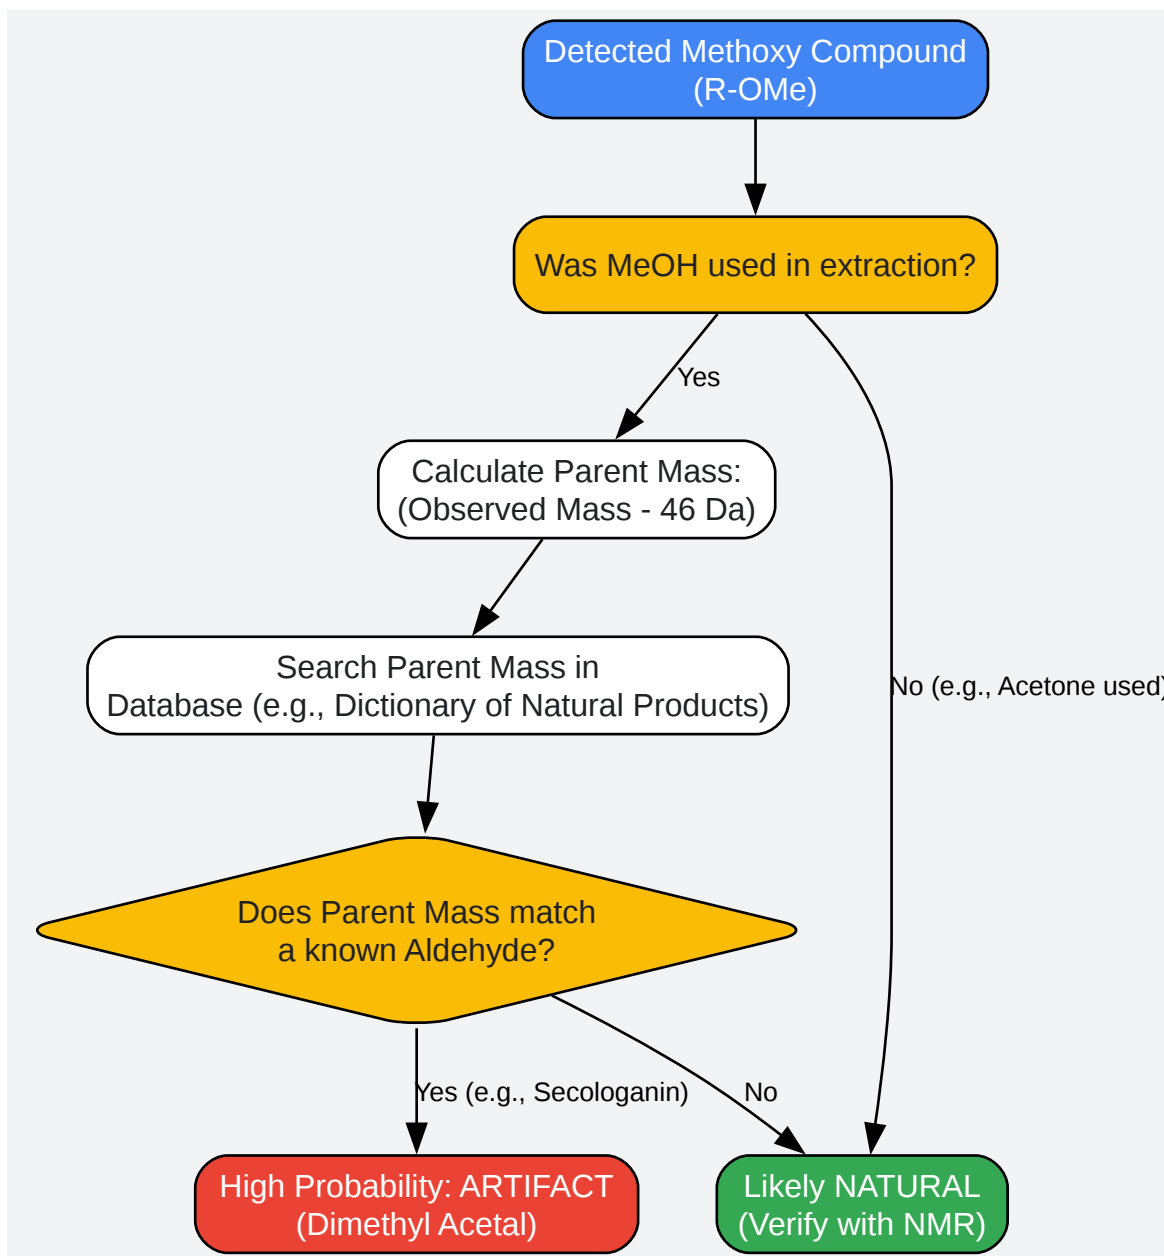 Detected Methoxy Compound
(R-OMe)
Was MeOH used in extraction?
Yes
Calculate Parent Mass:
(Observed Mass - 46 Da)
Search Parent Mass in
Database (e.g., Dictionary of Natural Products)
No (e.g., Acetone used)
Does Parent Mass match
a known Aldehyde?
Yes (e.g., Secologanin)
No
High Probability: ARTIFACT
(Dimethyl Acetal)
Likely NATURAL
(Verify with NMR)